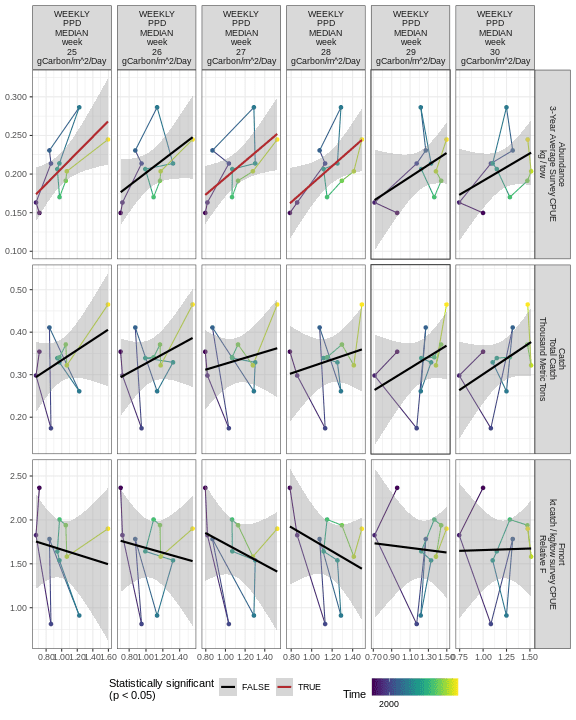 WEEKLY
PPD
MEDIAN
week
25
gCarbon/m^2/Day
WEEKLY
PPD
MEDIAN
week
26
gCarbon/m^2/Day
WEEKLY
PPD
MEDIAN
week
27
gCarbon/m^2/Day
WEEKLY
PPD
MEDIAN
week
28
gCarbon/m^2/Day
WEEKLY
PPD
MEDIAN
week
29
gCarbon/m^2/Day
WEEKLY
PPD
MEDIAN
week
30
gCarbon/m^2/Day
0.300
0.250
0.200
0.150
0.100
Abundance
3-Year Average Survey CPUE
kg / tow
0.50
0.40
0.30
0.20
Catch
Total Catch
Thousand Metric Tons
2.50
2.00
1.50
1.00
Fmort
kt catch / kg/tow survey CPUE
Relative F
0.80 1.00 1.20 1.40 1.60
0.80 1.00 1.20 1.40
0.80 1.00 1.20 1.40
0.80 1.00 1.20 1.40
0.70 0.90 1.10 1.30 1.50
0.75 1.00 1.25 1.50
Statistically significant
(p < 0.05)
FALSE
TRUE
Time
2000